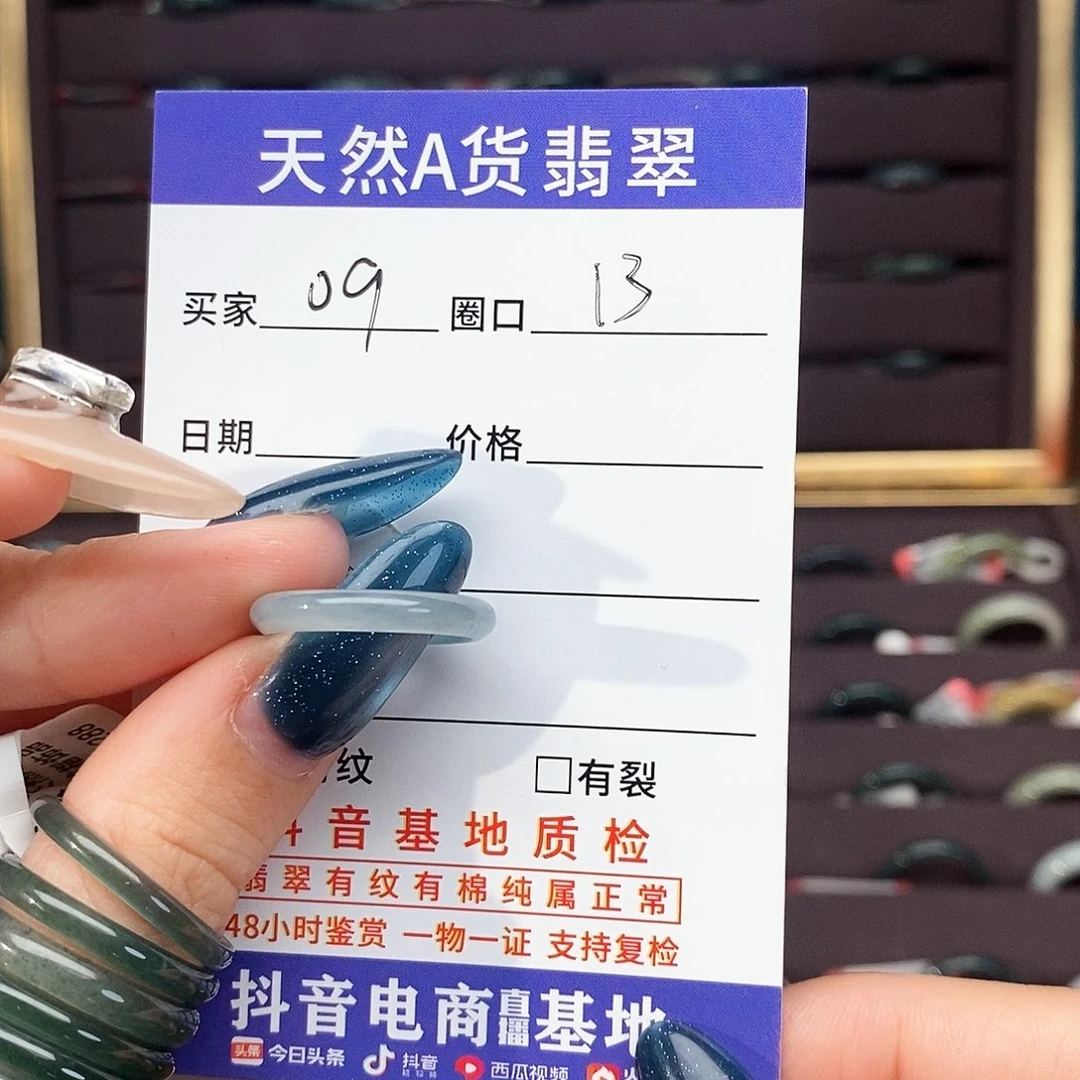 天然A货翡翠
买家 09 圈口 13
日期 价格
纹 □有裂
音基地质检
翡翠有纹有棉纯属正常
48小时鉴赏 一物一证 支持复检
抖音电商直播基地
今日头条 抖音 西瓜视频